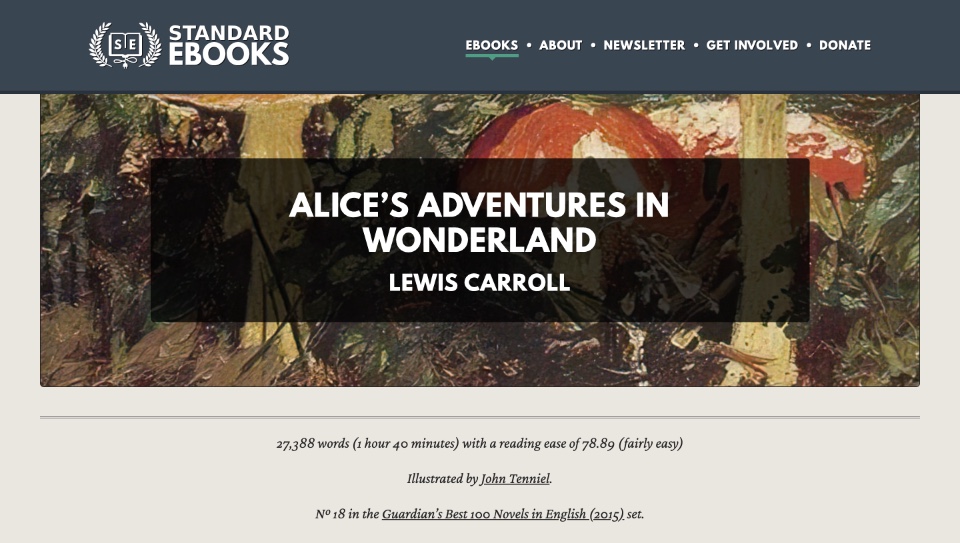 S E
STANDARD
EBOOKS
EBOOKS • ABOUT • NEWSLETTER • GET INVOLVED • DONATE
ALICE’S ADVENTURES IN
WONDERLAND
LEWIS CARROLL
27,388 words (1 hour 40 minutes) with a reading ease of 78.89 (fairly easy)
Illustrated by John Tenniel.
Nº 18 in the Guardian’s Best 100 Novels in English (2015) set.